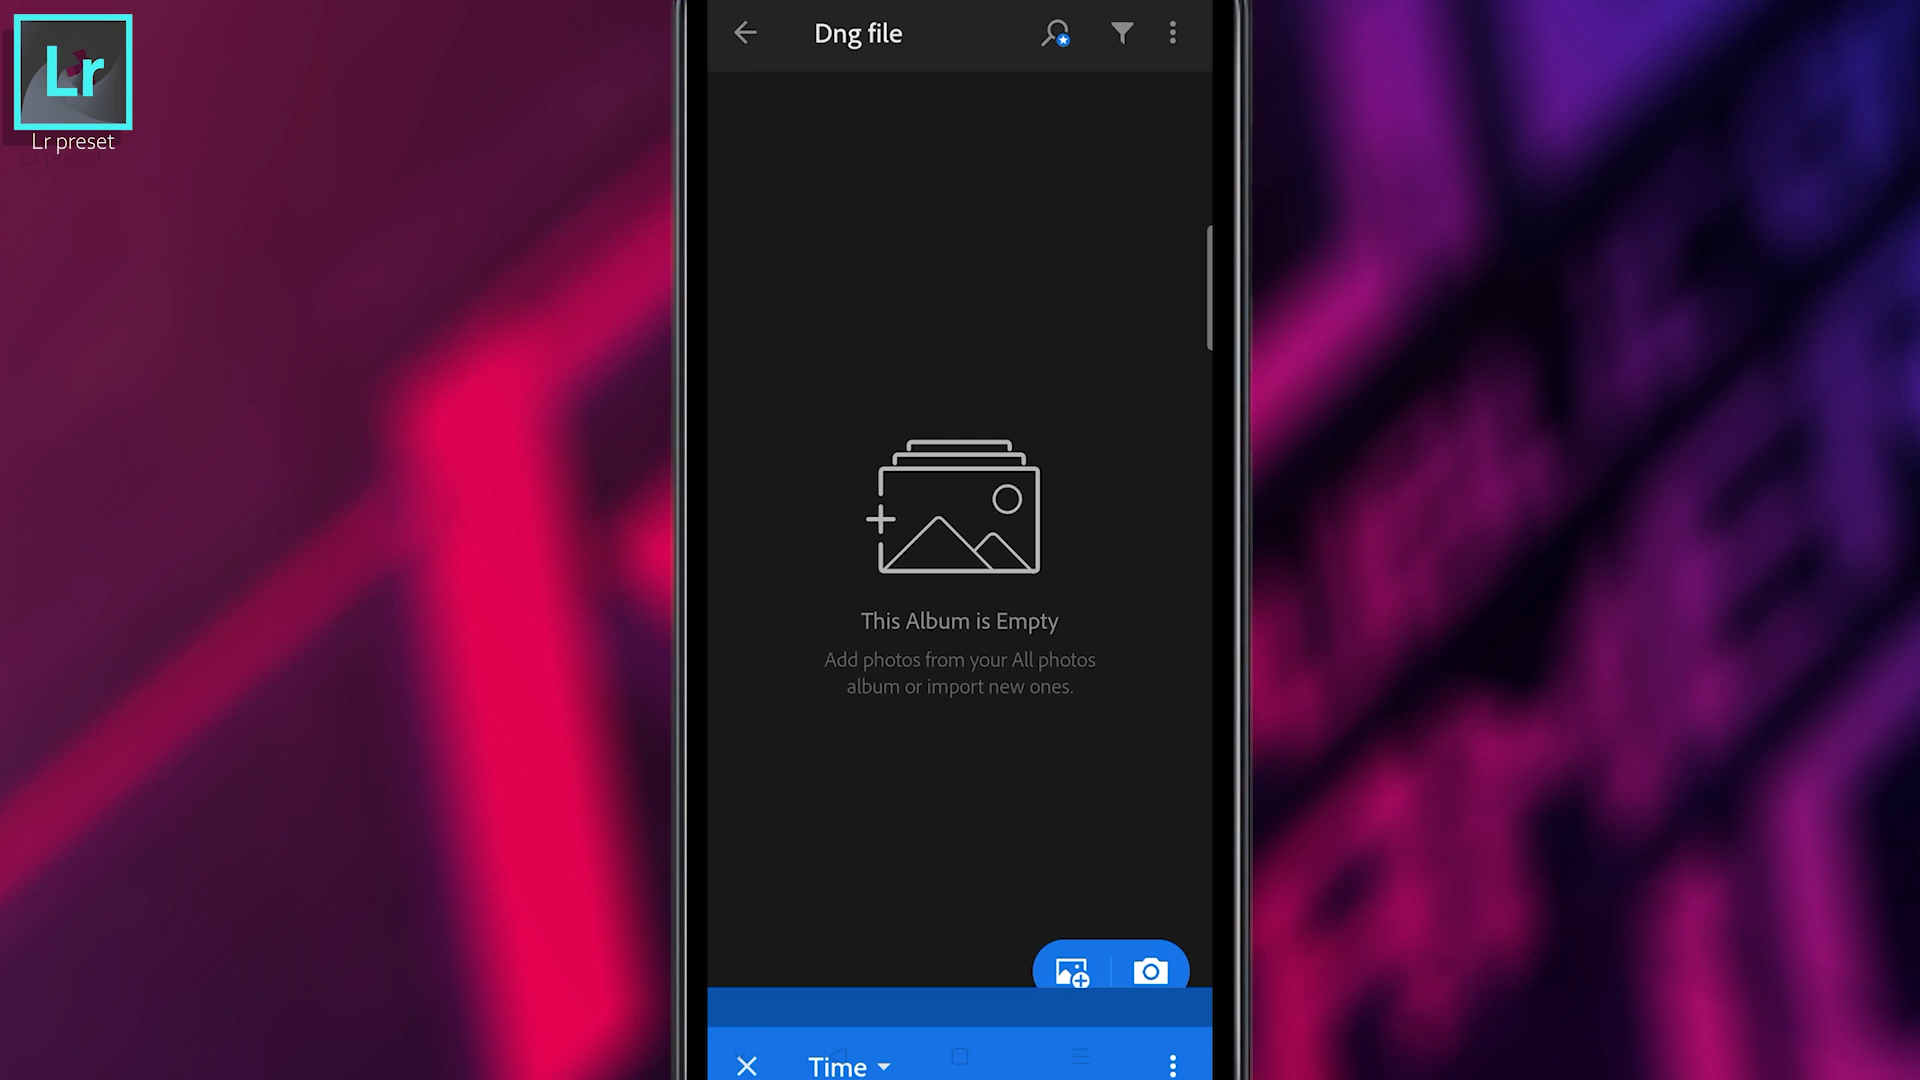 Lr
Lr preset
Dng file
This Album is Empty
Add photos from your All photos
album or import new ones.
Time